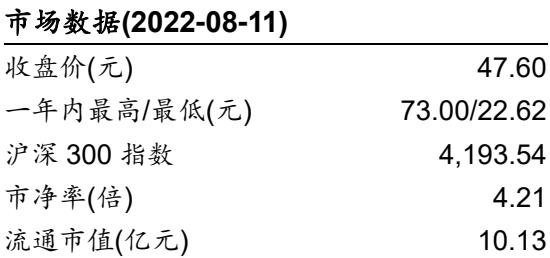 市场数据(2022-08-11)
收盘价(元) 47.60
一年内最高/最低(元) 73.00/22.62
沪深 300 指数 4,193.54
市净率(倍) 4.21
流通市值(亿元) 10.13